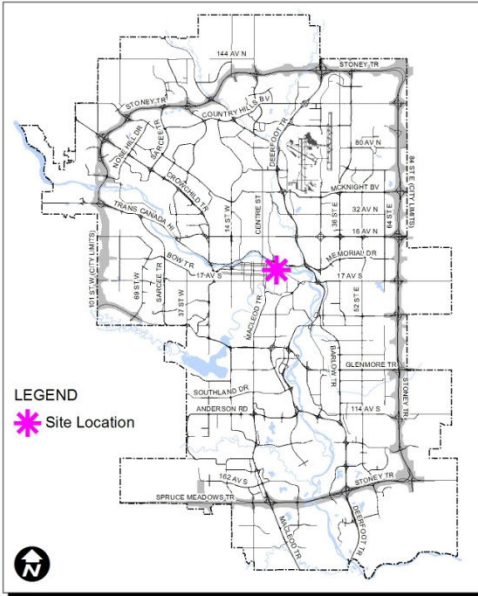 144 AV N
STONEY TR
STONEY TR
COUNTRY HILLS BV
SARCEE TR
NOSE HILL DR
DEERFOOT TR
80 AV N
CROWCHILD TR
14 ST W
CENTRE ST
MCKNIGHT BV
84 ST E (CITY LIMITS)
36 ST E
32 AV N
64 ST E
16 AV N
TRANS CANADA HI
MEMORIAL DR
BOW TR
17 AV S
17 AV S
101 ST W (CITY LIMITS)
69 ST W
SARCEE TR
37 ST W
MACLEOD TR
52 ST E
BARLOW TR
GLENMORE TR
STONEY TR
SOUTHLAND DR
ANDERSON RD
114 AV S
LEGEND
Site Location
162 AV S
STONEY TR
SPRUCE MEADOWS TR
MACLEOD TR
DEERFOOT TR
N